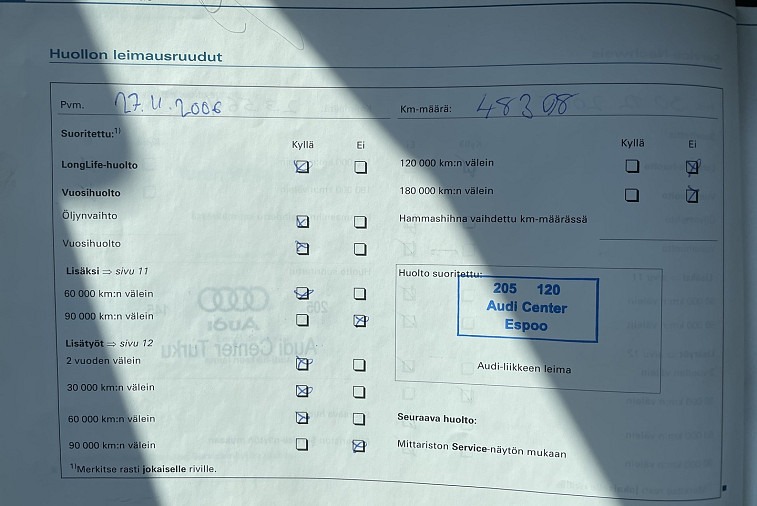 Huollon leimausruudut
Pvm. 27.11.2006 Km-määrä: 48308
Suoritettu:1)
Kyllä Ei Kyllä Ei
LongLife-huolto 120 000 km:n välein
Vuosihuolto 180 000 km:n välein
Öljynvaihto Hammashihna vaihdettu km-määrässä
Vuosihuolto
Lisäksi ⇒ sivu 11 Huolto suoritettu:
60 000 km:n välein 205 120
90 000 km:n välein Audi Center
Espoo
Lisätyöt ⇒ sivu 12
2 vuoden välein Audi-liikkeen leima
30 000 km:n välein
60 000 km:n välein Seuraava huolto:
90 000 km:n välein Mittariston Service-näytön mukaan
1)Merkitse rasti jokaiselle riville.
Audi
Audi Center Turku